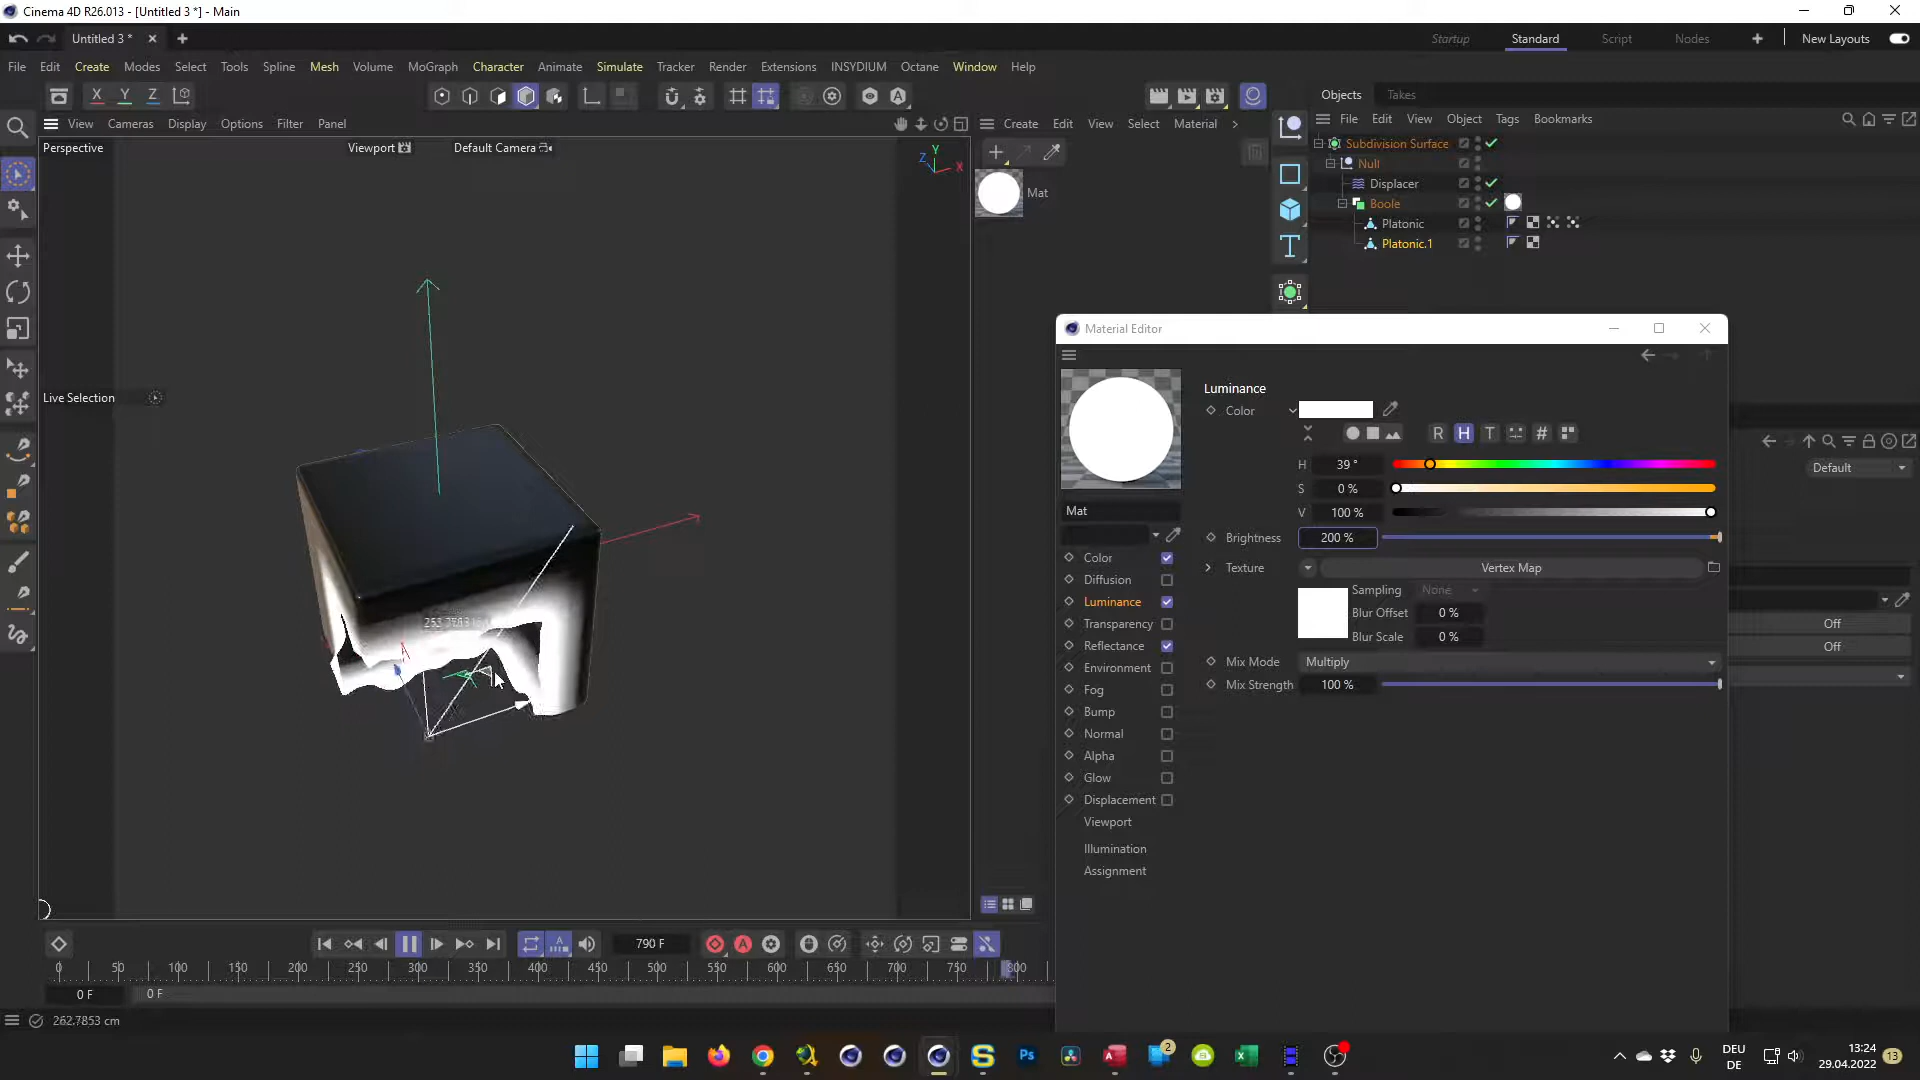 Cinema 4D R26.013 - [Untitled 3 *] - Main
Untitled 3 *
Startup
Standard
Script
Nodes
New Layouts
File Edit Create Modes Select Tools Spline Mesh Volume MoGraph Character Animate Simulate Tracker Render Extensions INSYDIUM Octane Window Help
X Y Z
Objects Takes
View Cameras Display Options Filter Panel
Create Edit View Select Material
File Edit View Object Tags Bookmarks
Perspective
Viewport
Default Camera
Y
Z
X
Mat
Subdivision Surface
Null
Displacer
Boole
Platonic
Platonic.1
Live Selection
Material Editor
Luminance
Color
R H T #
H 39 °
S 0 %
V 100 %
Mat
Brightness 200 %
Texture Vertex Map
Sampling None
Blur Offset 0 %
Blur Scale 0 %
Mix Mode Multiply
Mix Strength 100 %
Color
Diffusion
Luminance
Transparency
Reflectance
Environment
Fog
Bump
Normal
Alpha
Glow
Displacement
Viewport
Illumination
Assignment
Default
Off
Off
790 F
0 50 100 150 200 250 300 350 400 450 500 550 600 650 700 750 800
0 F
0 F
262.7853 cm
DEU
DE
13:24
29.04.2022
13
2